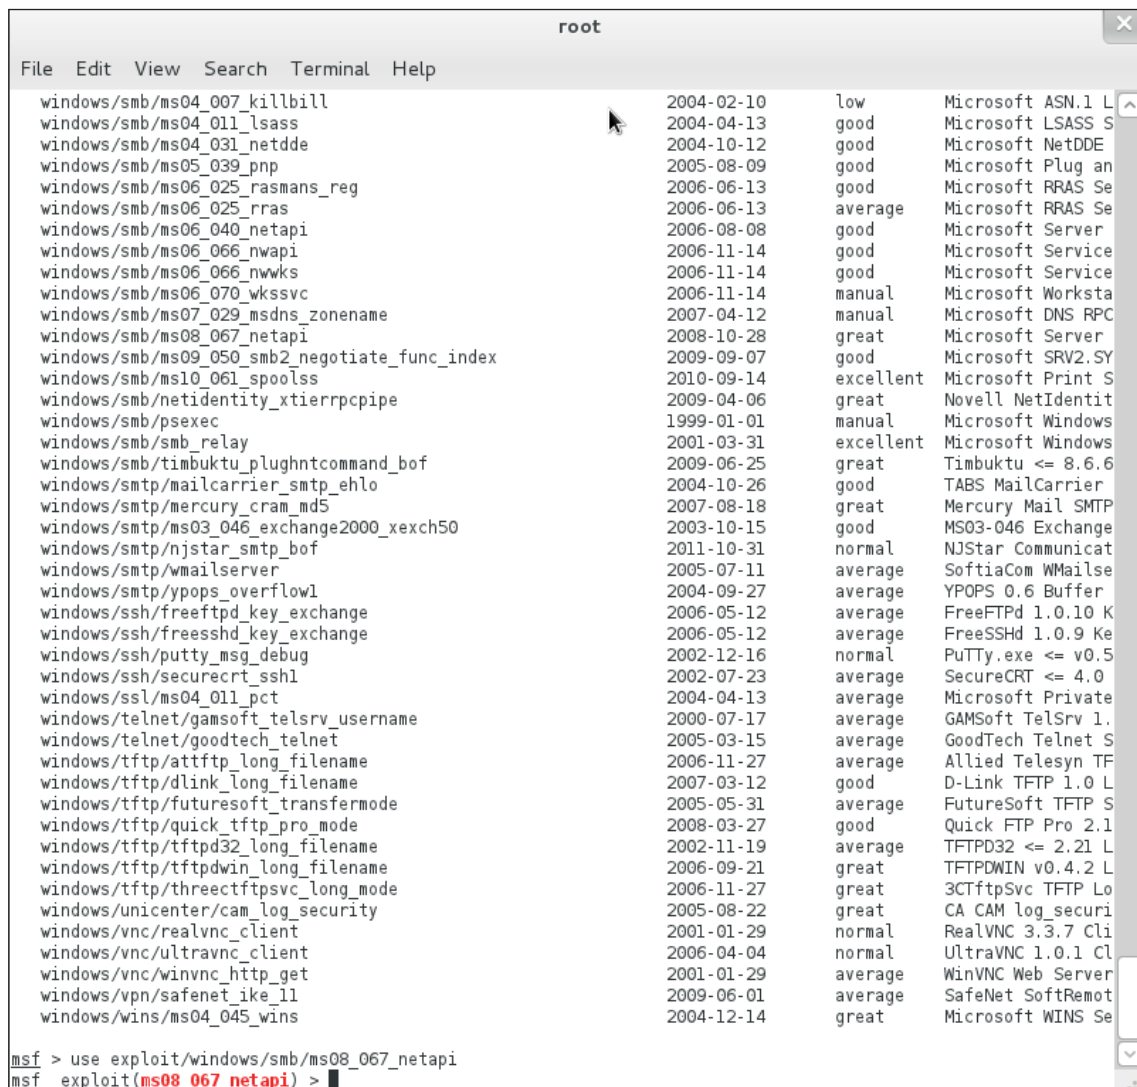 root
File Edit View Search Terminal Help
windows/smb/ms04_007_killbill 2004-02-10 low Microsoft ASN.1 L
windows/smb/ms04_011_lsass 2004-04-13 good Microsoft LSASS S
windows/smb/ms04_031_netdde 2004-10-12 good Microsoft NetDDE
windows/smb/ms05_039_pnp 2005-08-09 good Microsoft Plug an
windows/smb/ms06_025_rasmans_reg 2006-06-13 good Microsoft RRAS Se
windows/smb/ms06_025_rras 2006-06-13 average Microsoft RRAS Se
windows/smb/ms06_040_netapi 2006-08-08 good Microsoft Server
windows/smb/ms06_066_nwapi 2006-11-14 good Microsoft Service
windows/smb/ms06_066_nwwks 2006-11-14 good Microsoft Service
windows/smb/ms06_070_wkssvc 2006-11-14 manual Microsoft Worksta
windows/smb/ms07_029_msdns_zonename 2007-04-12 manual Microsoft DNS RPC
windows/smb/ms08_067_netapi 2008-10-28 great Microsoft Server
windows/smb/ms09_050_smb2_negotiate_func_index 2009-09-07 good Microsoft SRV2.SY
windows/smb/ms10_061_spoolss 2010-09-14 excellent Microsoft Print S
windows/smb/netidentity_xtierrpcpipe 2009-04-06 great Novell NetIdentit
windows/smb/psexec 1999-01-01 manual Microsoft Windows
windows/smb/smb_relay 2001-03-31 excellent Microsoft Windows
windows/smb/timbuktu_plughntcommand_bof 2009-06-25 great Timbuktu <= 8.6.6
windows/smtp/mailcarrier_smtp_ehlo 2004-10-26 good TABS MailCarrier
windows/smtp/mercury_cram_md5 2007-08-18 great Mercury Mail SMTP
windows/smtp/ms03_046_exchange2000_xexch50 2003-10-15 good MS03-046 Exchange
windows/smtp/njstar_smtp_bof 2011-10-31 normal NJStar Communicat
windows/smtp/wmailserver 2005-07-11 average SoftiaCom WMailse
windows/smtp/ypops_overflow1 2004-09-27 average YPOPS 0.6 Buffer
windows/ssh/freeftpd_key_exchange 2006-05-12 average FreeFTPd 1.0.10 K
windows/ssh/freesshd_key_exchange 2006-05-12 average FreeSSHd 1.0.9 Ke
windows/ssh/putty_msg_debug 2002-12-16 normal PuTTy.exe <= v0.5
windows/ssh/securecrt_ssh1 2002-07-23 average SecureCRT <= 4.0
windows/ssl/ms04_011_pct 2004-04-13 average Microsoft Private
windows/telnet/gamsoft_telsrv_username 2000-07-17 average GAMSoft TelSrv 1.
windows/telnet/goodtech_telnet 2005-03-15 average GoodTech Telnet S
windows/tftp/attftp_long_filename 2006-11-27 average Allied Telesyn TF
windows/tftp/dlink_long_filename 2007-03-12 good D-Link TFTP 1.0 L
windows/tftp/futuresoft_transfermode 2005-05-31 average FutureSoft TFTP S
windows/tftp/quick_tftp_pro_mode 2008-03-27 good Quick FTP Pro 2.1
windows/tftp/tftpd32_long_filename 2002-11-19 average TFTPD32 <= 2.21 L
windows/tftp/tftpdwin_long_filename 2006-09-21 great TFTPDWIN v0.4.2 L
windows/tftp/threectftpsvc_long_mode 2006-11-27 great 3CTftpSvc TFTP Lo
windows/unicenter/cam_log_security 2005-08-22 great CA CAM log_securi
windows/vnc/realvnc_client 2001-01-29 normal RealVNC 3.3.7 Cli
windows/vnc/ultravnc_client 2006-04-04 normal UltraVNC 1.0.1 Cl
windows/vnc/winvnc_http_get 2001-01-29 average WinVNC Web Server
windows/vpn/safenet_ike_11 2009-06-01 average SafeNet SoftRemot
windows/wins/ms04_045_wins 2004-12-14 great Microsoft WINS Se
msf > use exploit/windows/smb/ms08_067_netapi
msf exploit(ms08_067_netapi) >